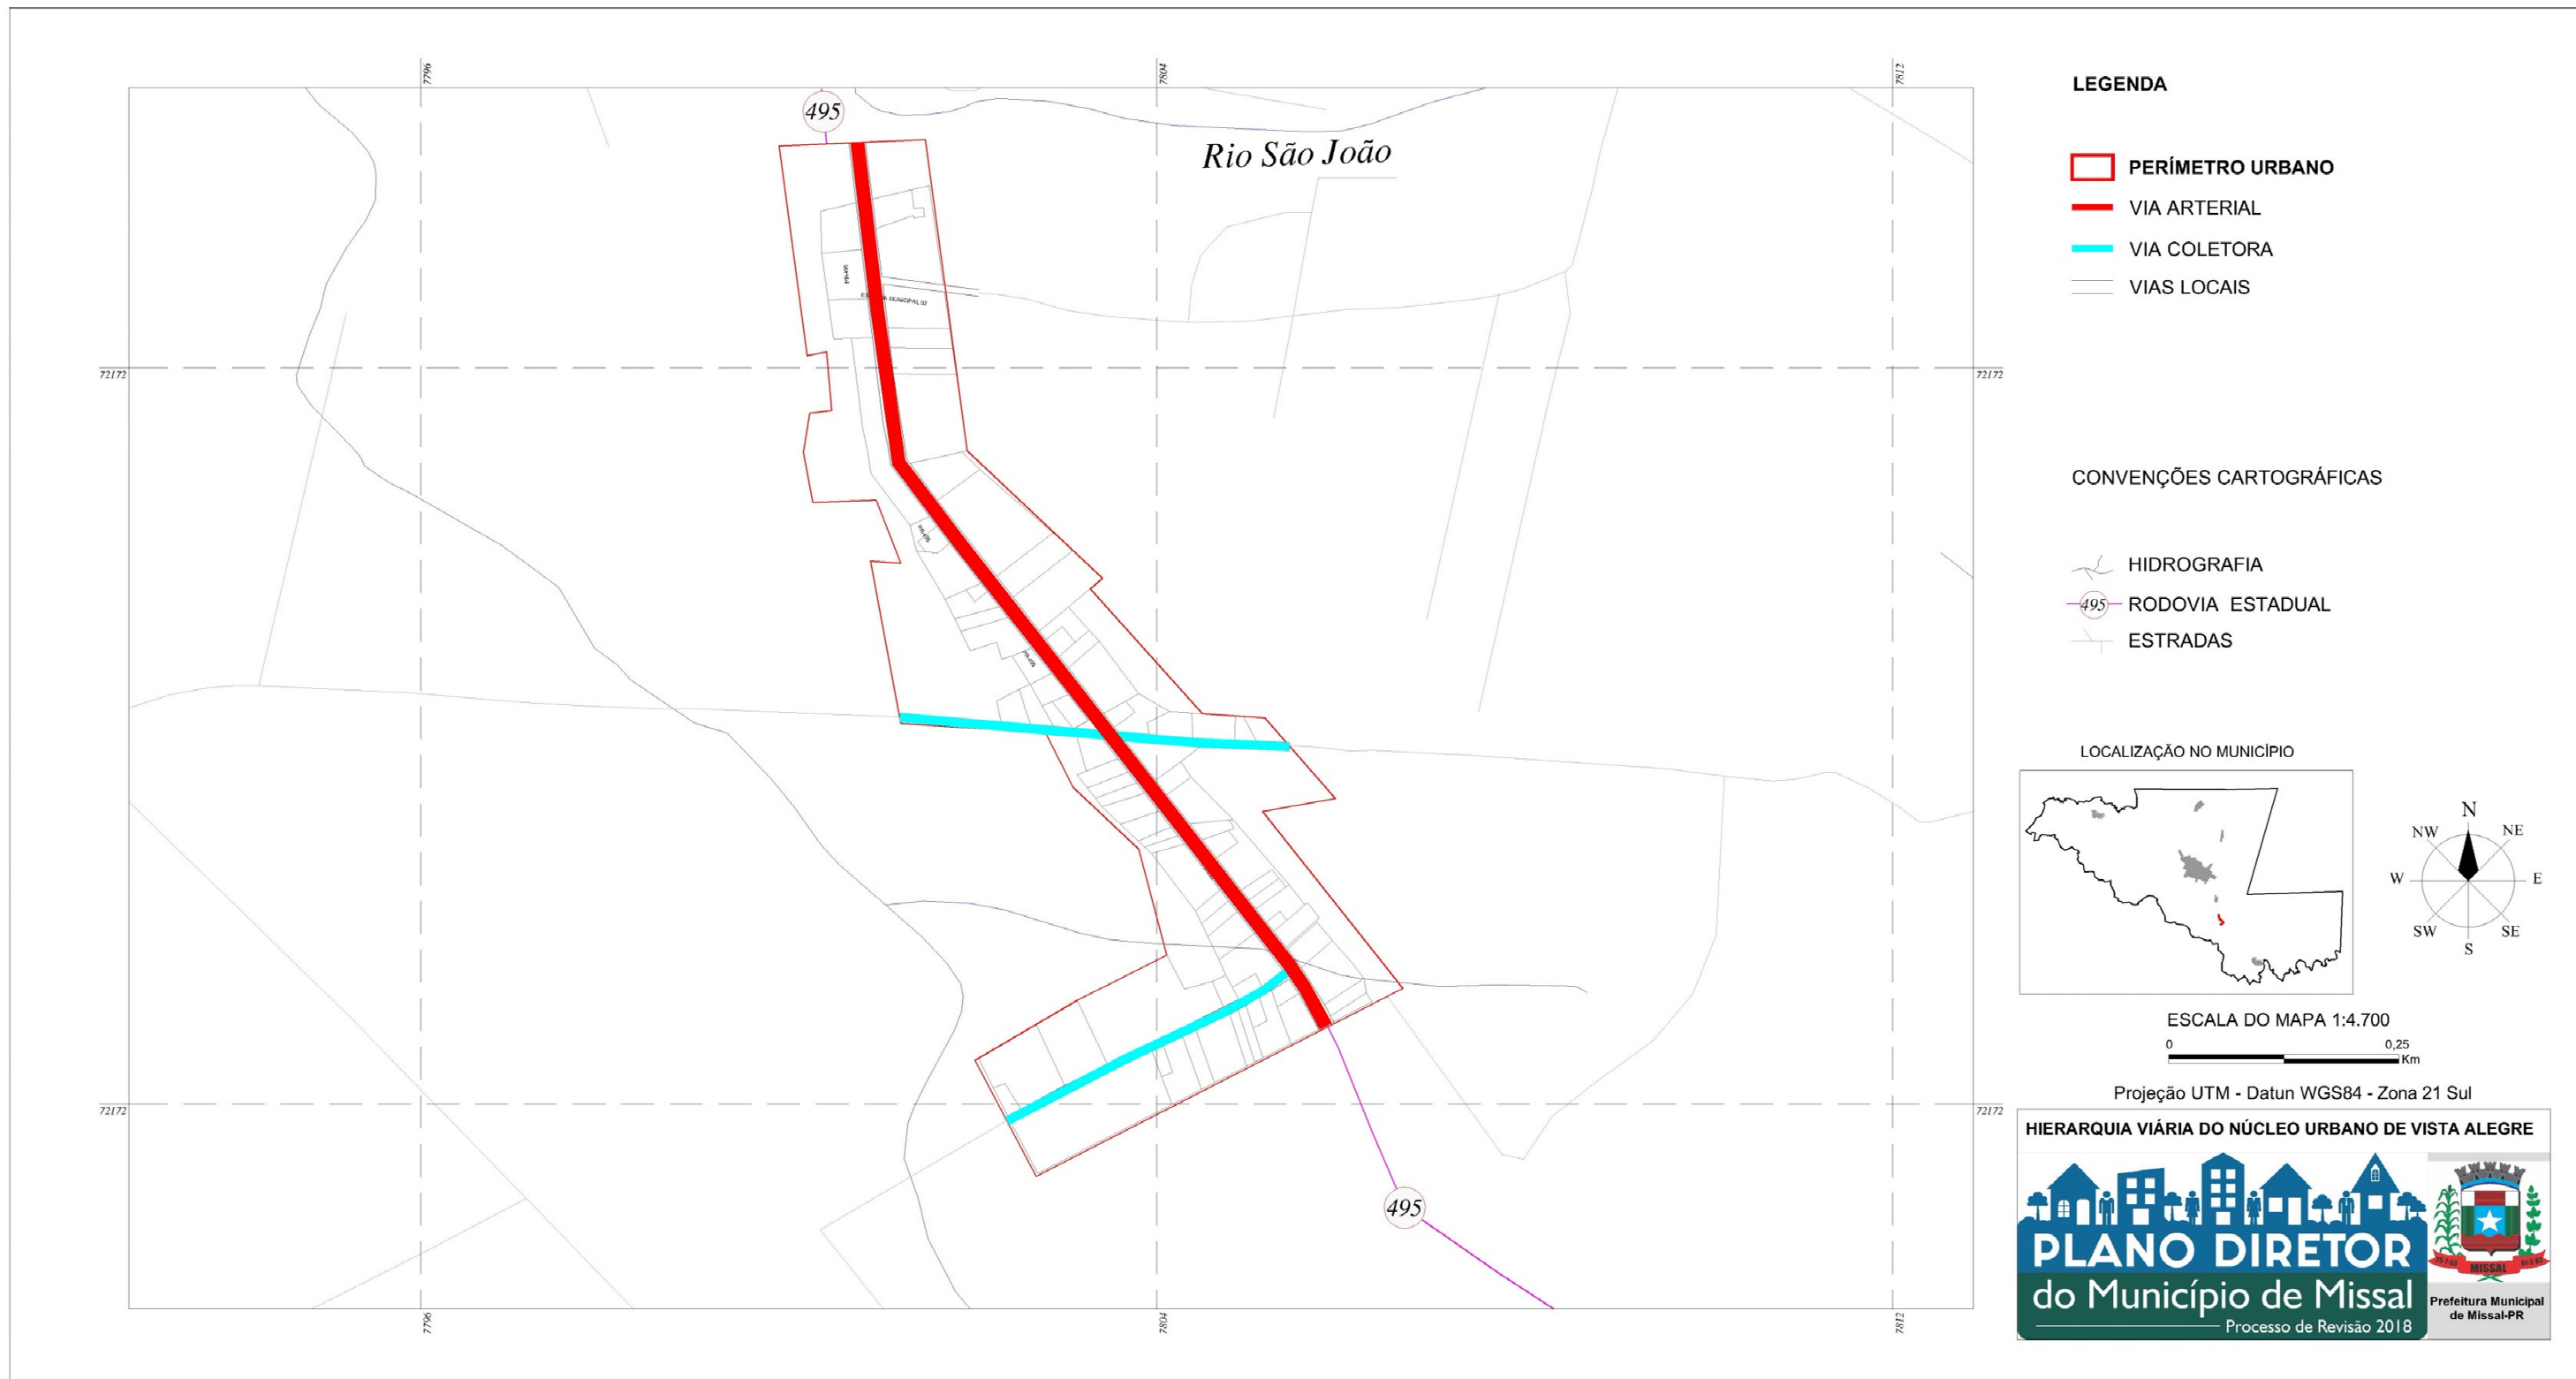 7796
7804
7812
495
Rio São João
72172
72172
PR-495
PR-495
495
72172
72172
7796
7804
7812
LEGENDA
PERÍMETRO URBANO
VIA ARTERIAL
VIA COLETORA
VIAS LOCAIS
CONVENÇÕES CARTOGRÁFICAS
HIDROGRAFIA
495 RODOVIA ESTADUAL
ESTRADAS
LOCALIZAÇÃO NO MUNICÍPIO
N
NW NE
W E
SW SE
S
ESCALA DO MAPA 1:4.700
0 0,25
Km
Projeção UTM - Datun WGS84 - Zona 21 Sul
HIERARQUIA VIÁRIA DO NÚCLEO URBANO DE VISTA ALEGRE
PLANO DIRETOR
do Município de Missal
Processo de Revisão 2018
MISSAL
Prefeitura Municipal
de Missal-PR